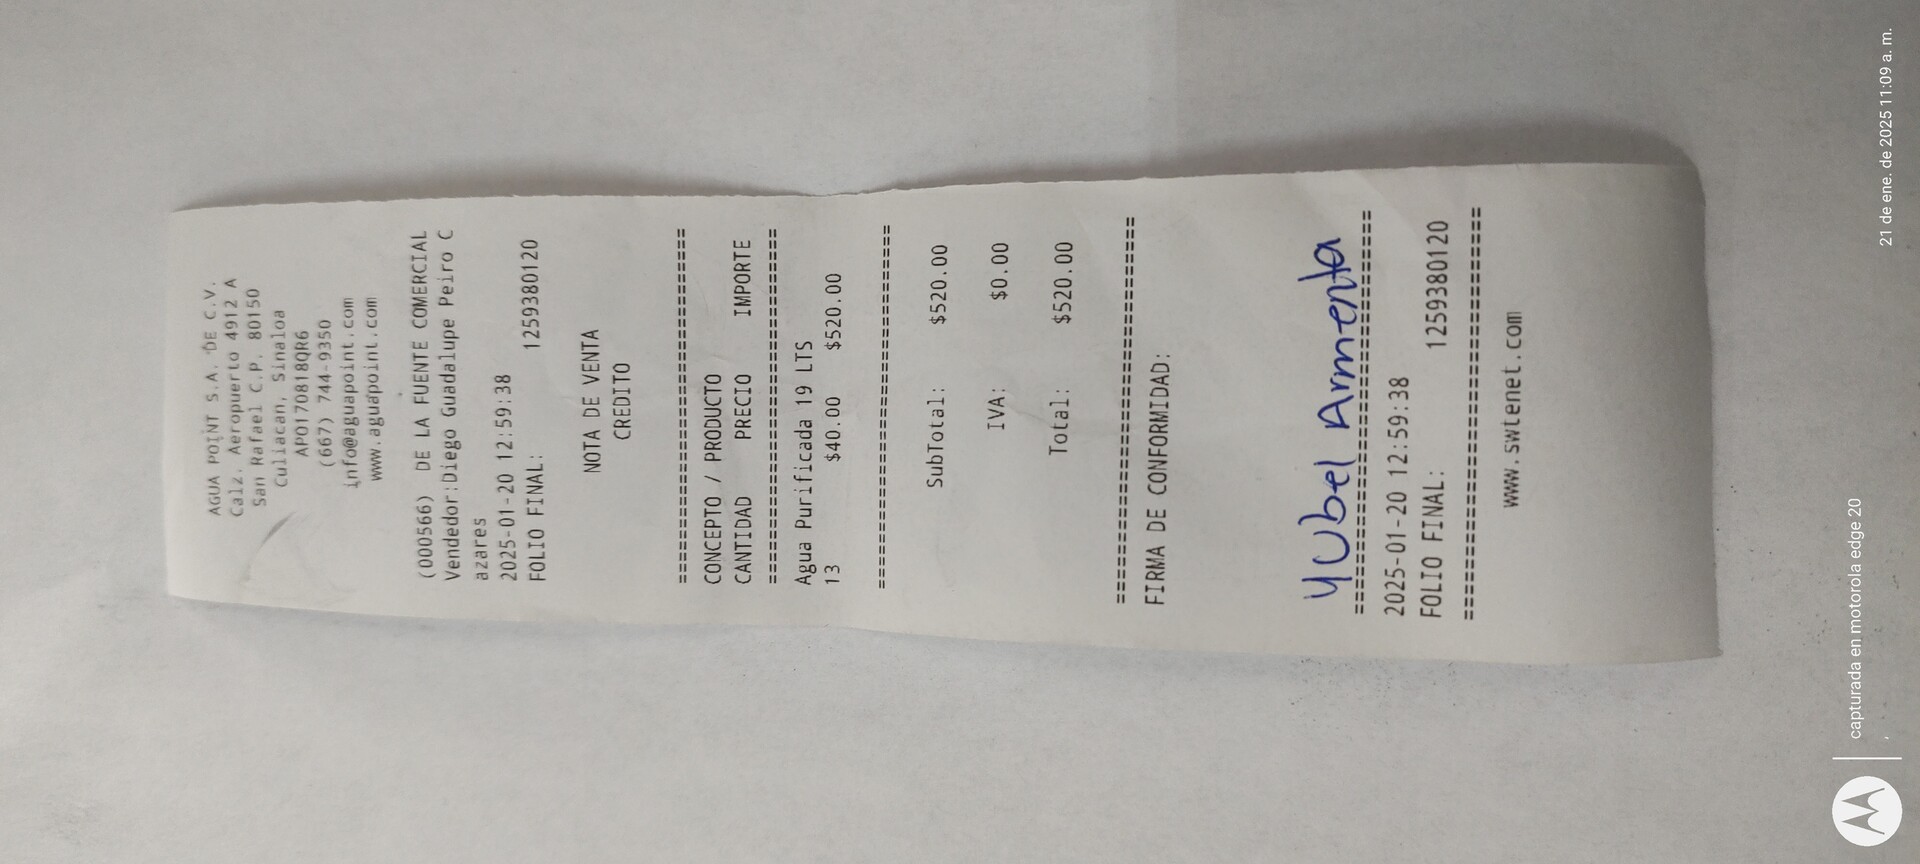 AGUA POINT S.A. DE C.V.
Calz. Aeropuerto 4912 A
San Rafael C.P. 80150
Culiacan, Sinaloa
APO170818QR6
(667) 744-9350
info@aguapoint.com
www.aguapoint.com
(000566) DE LA FUENTE COMERCIAL
Vendedor:Diego Guadalupe Peiro C
azares
2025-01-20 12:59:38
FOLIO FINAL: 1259380120
NOTA DE VENTA
CREDITO
================================
CONCEPTO / PRODUCTO
CANTIDAD PRECIO IMPORTE
================================
Agua Purificada 19 LTS
13 $40.00 $520.00
================================
SubTotal: $520.00
IVA: $0.00
Total: $520.00
================================
FIRMA DE CONFORMIDAD:
YUbel Armenta
================================
2025-01-20 12:59:38
FOLIO FINAL: 1259380120
================================
www.swtenet.com
capturada en motorola edge 20
21 de ene. de 2025 11:09 a. m.